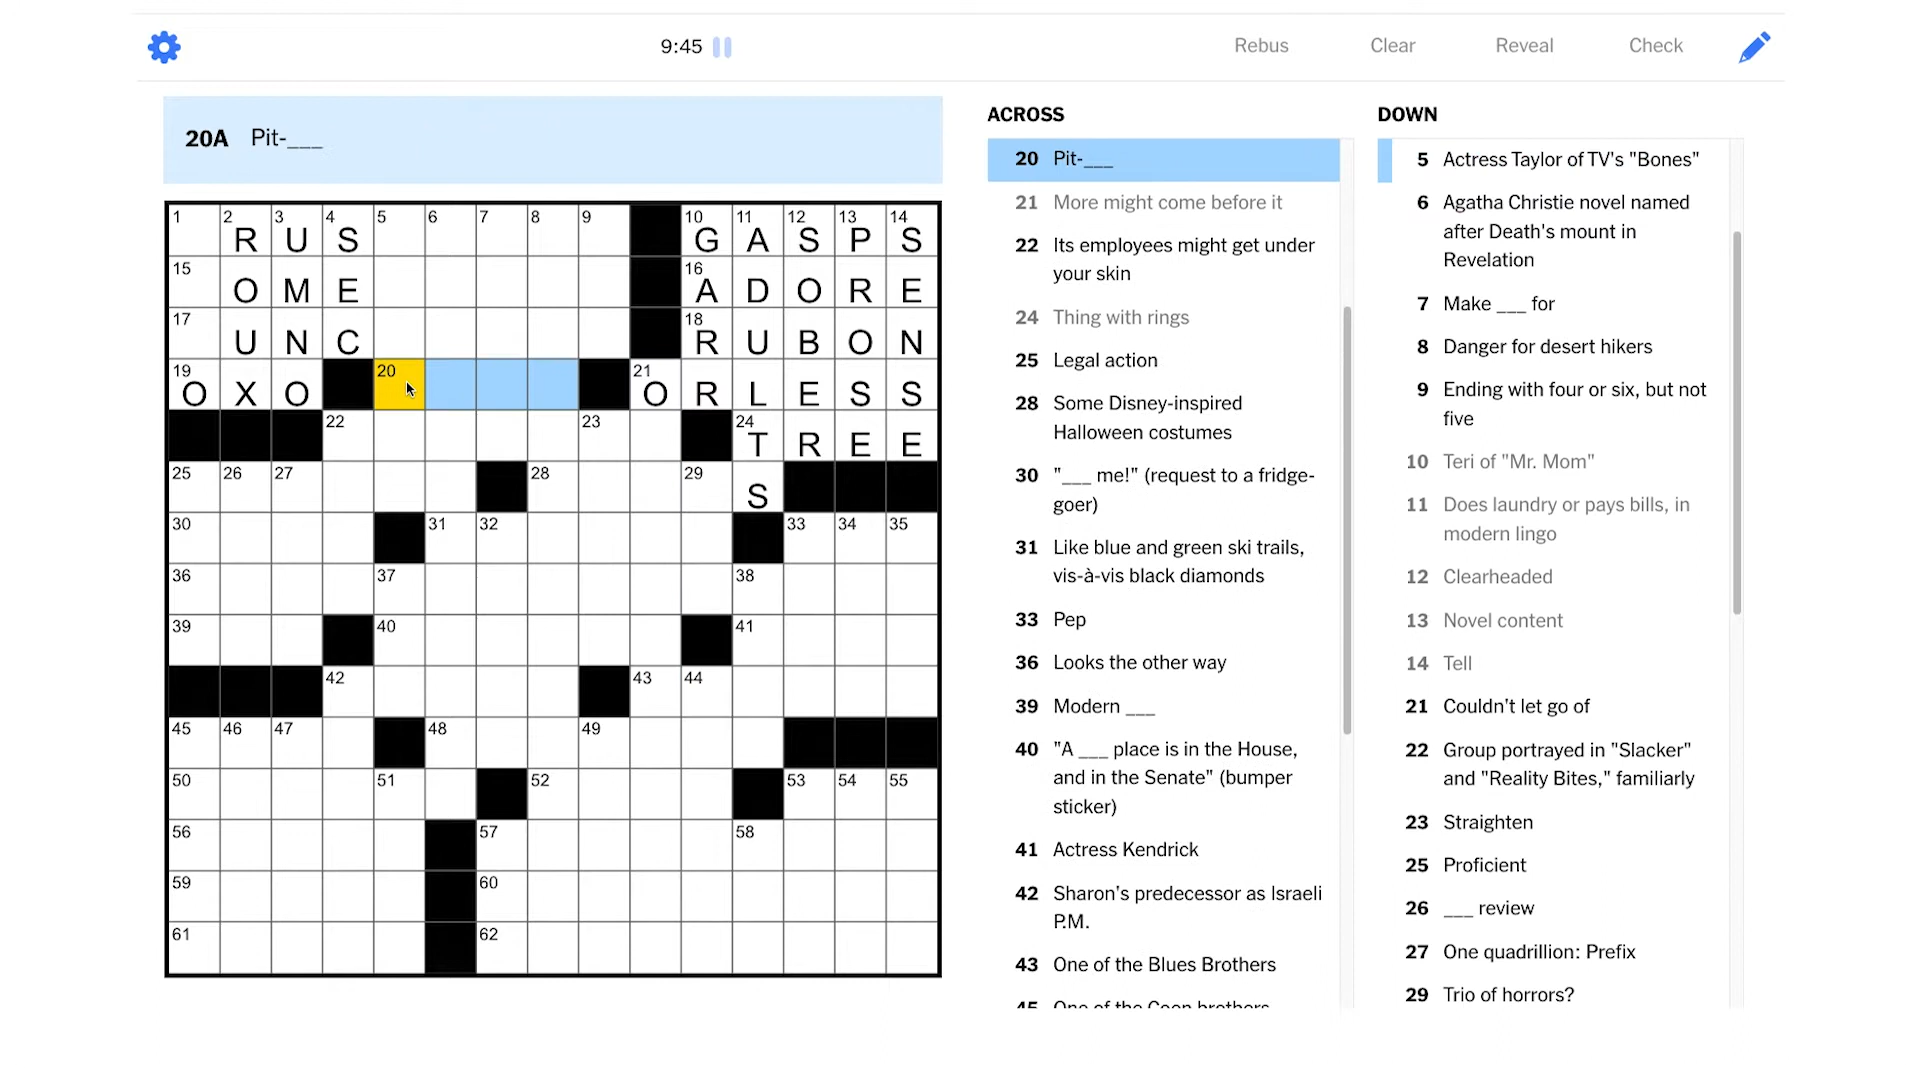 9:45
Rebus
Clear
Reveal
Check
20A Pit-___
1 2 R 3 U 4 S 5 6 7 8 9 10 G 11 A 12 S 13 P 14 S
15 O M E 16 A D O R E
17 U N C 18 R U B O N
19 O X O 20 21 O R L E S S
22 23 24 T R E E
25 26 27 28 29 S
30 31 32 33 34 35
36 37 38
39 40 41
42 43 44
45 46 47 48 49
50 51 52 53 54 55
56 57 58
59 60
61 62
ACROSS
20 Pit-___
21 More might come before it
22 Its employees might get under
your skin
24 Thing with rings
25 Legal action
28 Some Disney-inspired
Halloween costumes
30 "___ me!" (request to a fridge-
goer)
31 Like blue and green ski trails,
vis-à-vis black diamonds
33 Pep
36 Looks the other way
39 Modern ___
40 "A ___ place is in the House,
and in the Senate" (bumper
sticker)
41 Actress Kendrick
42 Sharon's predecessor as Israeli
P.M.
43 One of the Blues Brothers
45 One of the Coen brothers
DOWN
5 Actress Taylor of TV's "Bones"
6 Agatha Christie novel named
after Death's mount in
Revelation
7 Make ___ for
8 Danger for desert hikers
9 Ending with four or six, but not
five
10 Teri of "Mr. Mom"
11 Does laundry or pays bills, in
modern lingo
12 Clearheaded
13 Novel content
14 Tell
21 Couldn't let go of
22 Group portrayed in "Slacker"
and "Reality Bites," familiarly
23 Straighten
25 Proficient
26 ___ review
27 One quadrillion: Prefix
29 Trio of horrors?